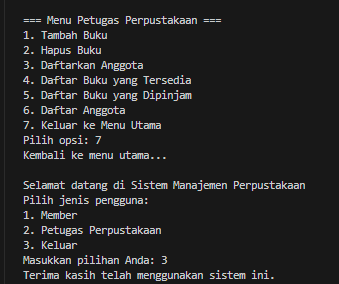 === Menu Petugas Perpustakaan ===
1. Tambah Buku
2. Hapus Buku
3. Daftarkan Anggota
4. Daftar Buku yang Tersedia
5. Daftar Buku yang Dipinjam
6. Daftar Anggota
7. Keluar ke Menu Utama
Pilih opsi: 7
Kembali ke menu utama...
Selamat datang di Sistem Manajemen Perpustakaan
Pilih jenis pengguna:
1. Member
2. Petugas Perpustakaan
3. Keluar
Masukkan pilihan Anda: 3
Terima kasih telah menggunakan sistem ini.